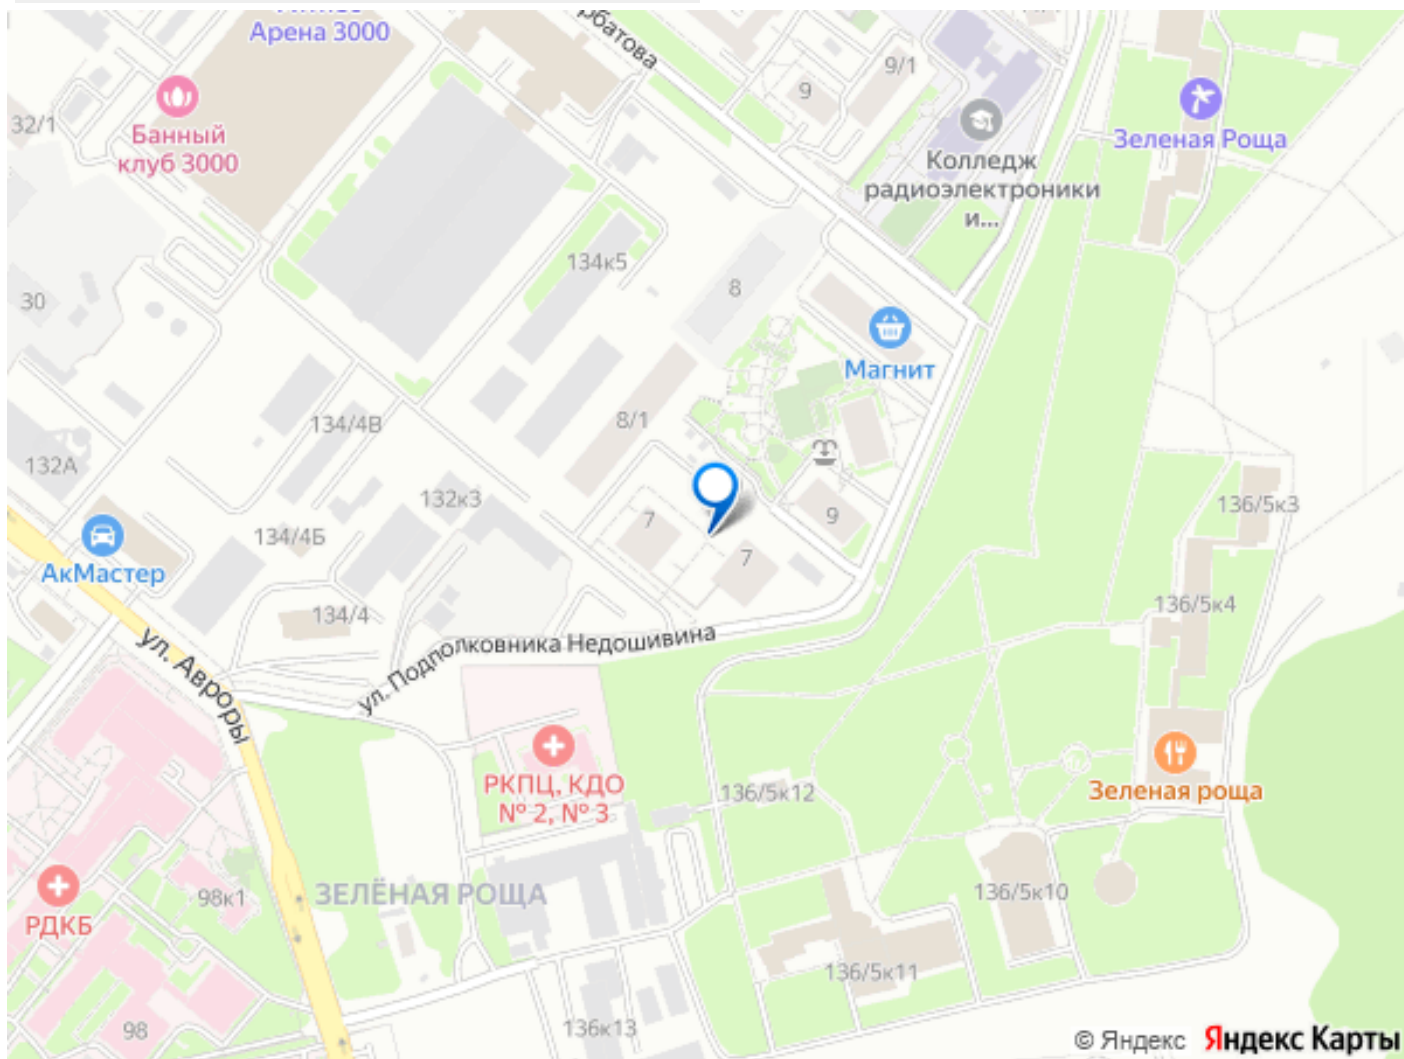 Арена 3000
9/1
9
32/1
Банный
клуб 3000
Зеленая Роща
Колледж
радиоэлектроники
и...
134к5
8
30
Магнит
134/4В
8/1
132А
132к3
7
9
136/5к3
134/4Б
7
АкМастер
136/5к4
134/4
ул. Подполковника Недошивина
ул. Авроры
РКПЦ, КДО
№ 2, № 3
136/5к12
Зеленая роща
98к1
ЗЕЛЁНАЯ РОЩА
136/5к10
РДКБ
136/5к11
98
136к13
© Яндекс Яндекс Карты